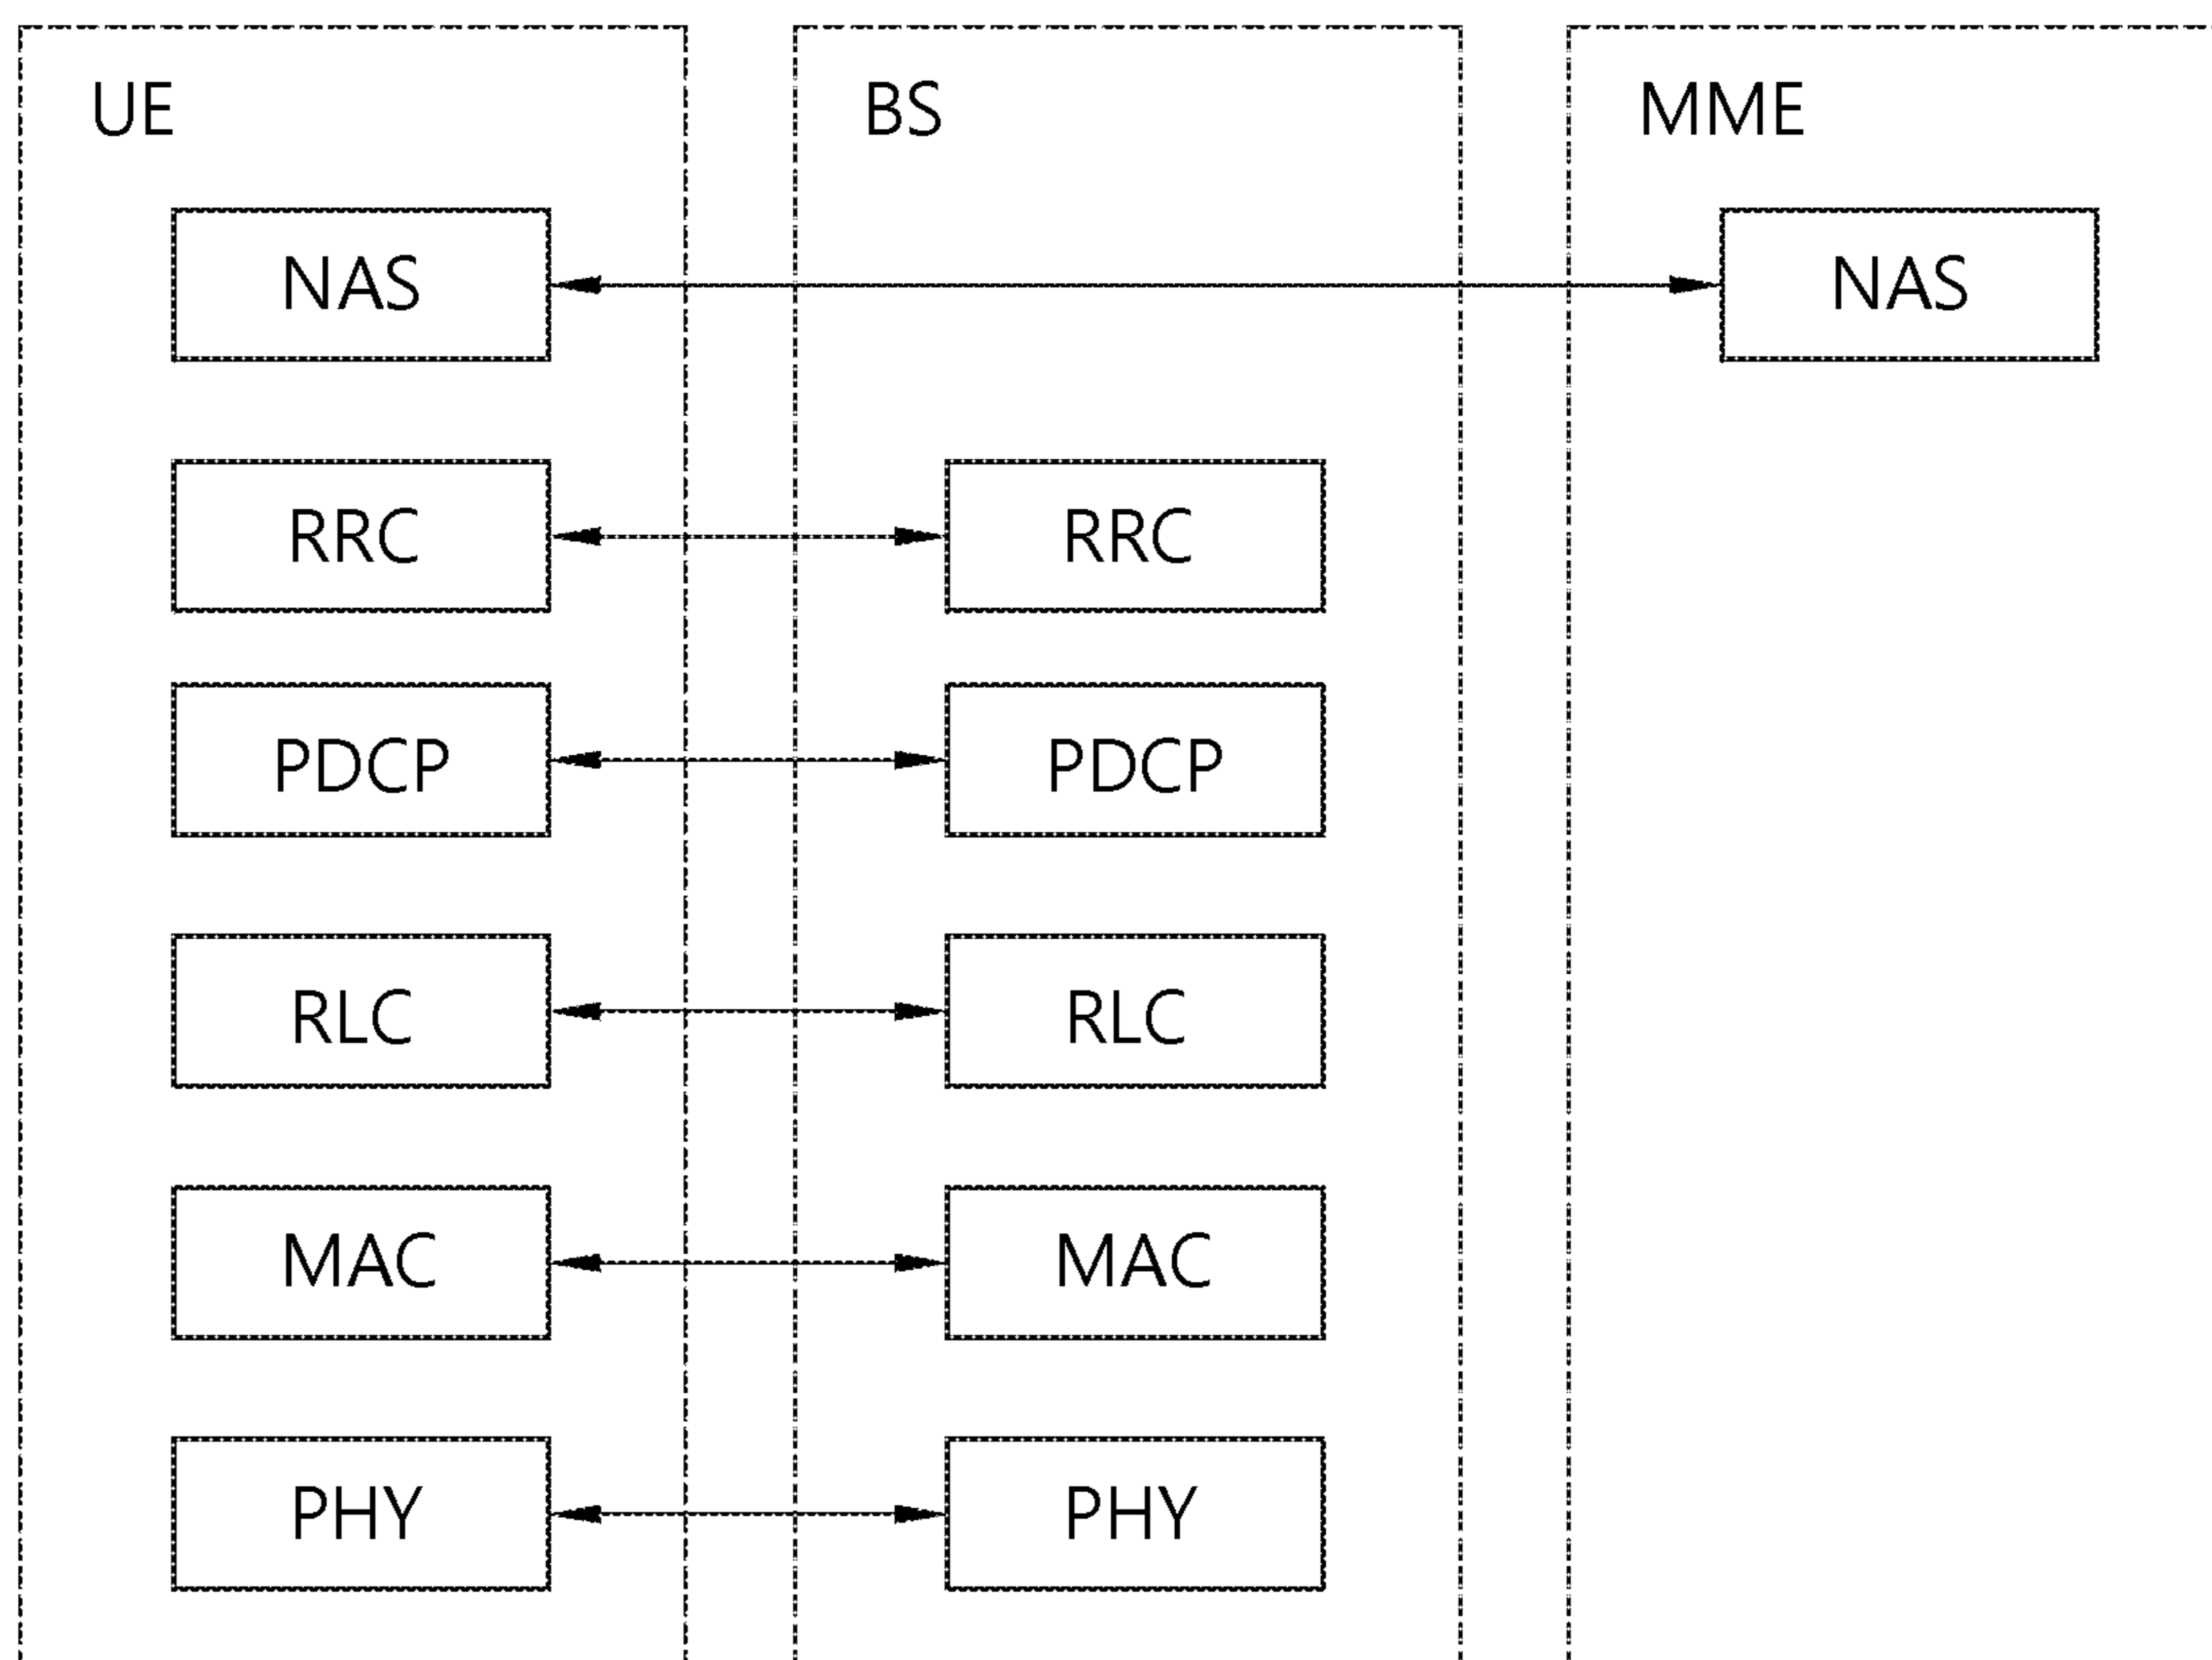 UE BS MME
NAS NAS
RRC RRC
PDCP PDCP
RLC RLC
MAC MAC
PHY PHY